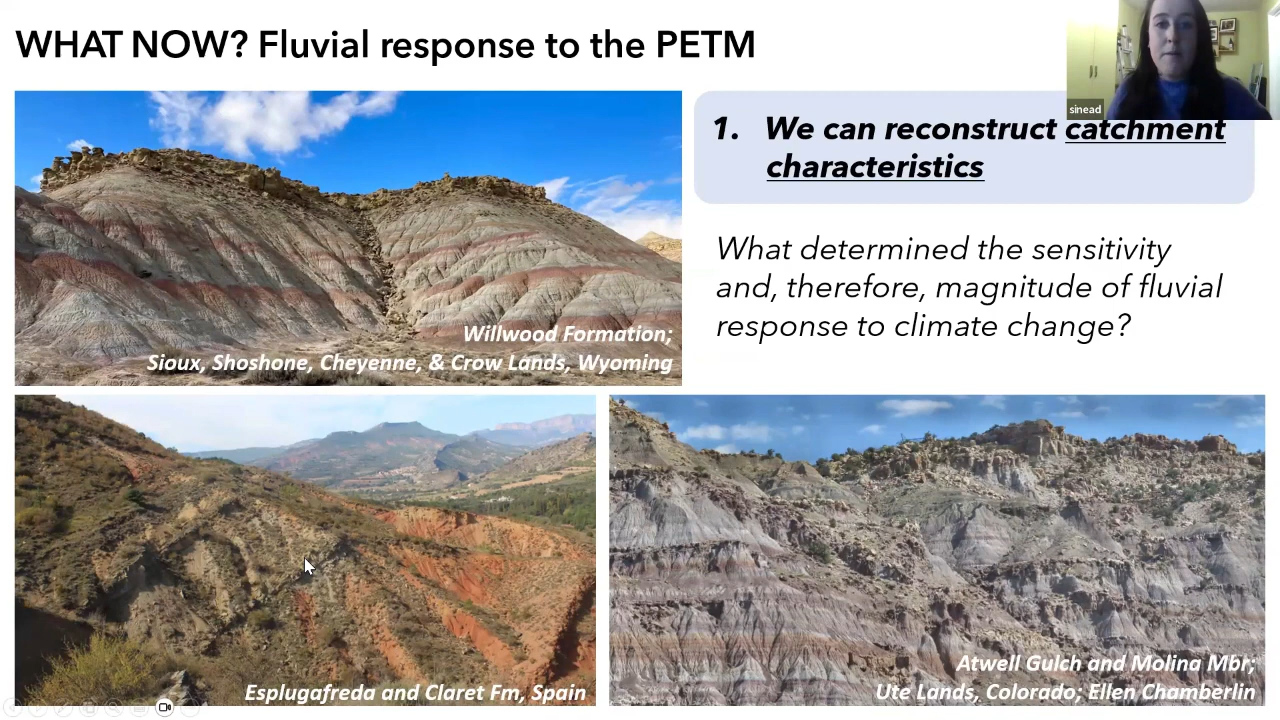 WHAT NOW? Fluvial response to the PETM
sinead
1. We can reconstruct catchment
characteristics
What determined the sensitivity
and, therefore, magnitude of fluvial
response to climate change?
Willwood Formation;
Sioux, Shoshone, Cheyenne, & Crow Lands, Wyoming
Esplugafreda and Claret Fm, Spain
Atwell Gulch and Molina Mbr;
Ute Lands, Colorado; Ellen Chamberlin